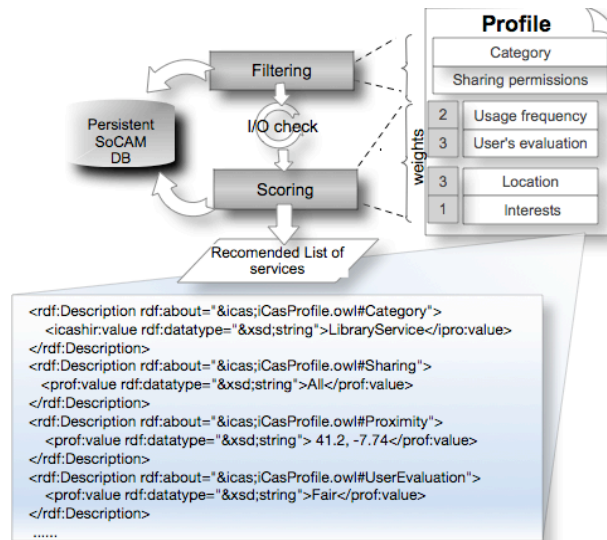 Profile
Category
Sharing permissions
2 Usage frequency
3 User's evaluation
3 Location
1 Interests
weights
Filtering
I/O check
Scoring
Persistent
SoCAM
DB
Recomended List of
services
<rdf:Description rdf:about="&icas;iCasProfile.owl#Category">
<icashir:value rdf:datatype="&xsd;string">LibraryService</ipro:value>
</rdf:Description>
<rdf:Description rdf:about="&icas;iCasProfile.owl#Sharing">
<prof:value rdf:datatype="&xsd;string">All</prof:value>
</rdf:Description>
<rdf:Description rdf:about="&icas;iCasProfile.owl#Proximity">
<prof:value rdf:datatype="&xsd;string"> 41.2, -7.74</prof:value>
</rdf:Description>
<rdf:Description rdf:about="&icas;iCasProfile.owl#UserEvaluation">
<prof:value rdf:datatype="&xsd;string">Fair</prof:value>
</rdf:Description>
......